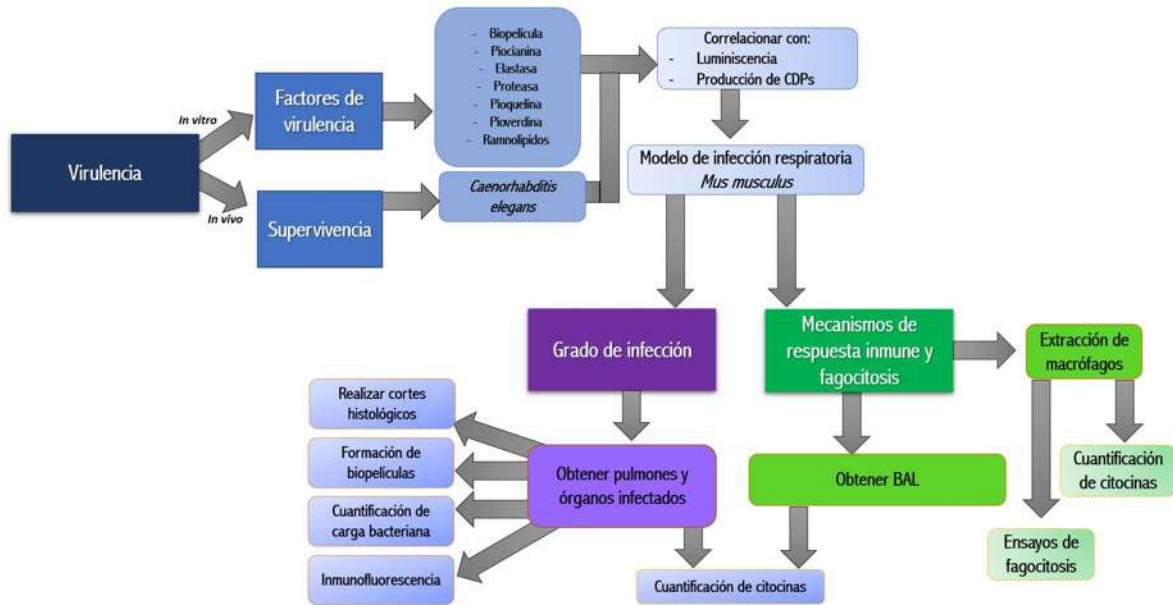 Virulencia
In vitro
In vivo
Factores de
virulencia
Supervivencia
- Biopelícula
- Piocianina
- Elastasa
- Proteasa
- Pioquelina
- Pioverdina
- Ramnolípidos
Caenorhabditis
elegans
Correlacionar con:
- Luminiscencia
- Producción de CDPs
Modelo de infección respiratoria
Mus musculus
Grado de infección
Mecanismos de
respuesta inmune y
fagocitosis
Extracción de
macrófagos
Realizar cortes
histológicos
Formación de
biopelículas
Cuantificación de
carga bacteriana
Inmunofluorescencia
Obtener pulmones y
órganos infectados
Obtener BAL
Cuantificación
de citocinas
Ensayos de
fagocitosis
Cuantificación de citocinas